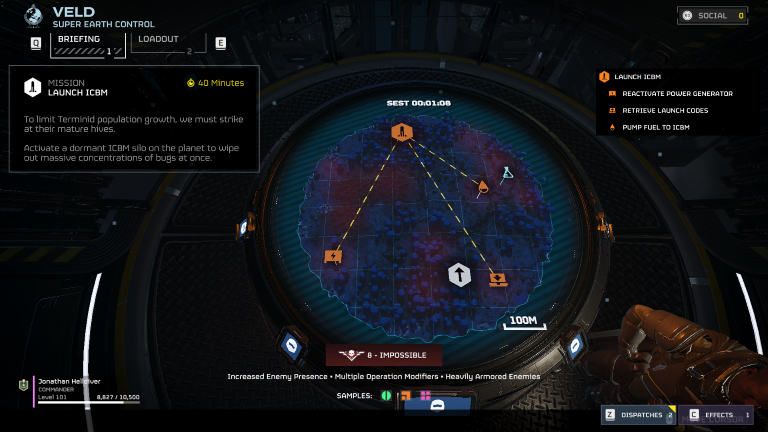 VELD
SUPER EARTH CONTROL
SOCIAL 0
Q BRIEFING 1 LOADOUT 2 E
MISSION
LAUNCH ICBM
40 Minutes
To limit Terminid population growth, we must strike
at their mature hives.
Activate a dormant ICBM silo on the planet to wipe
out massive concentrations of bugs at once.
LAUNCH ICBM
REACTIVATE POWER GENERATOR
RETRIEVE LAUNCH CODES
PUMP FUEL TO ICBM
SEST 00:01:08
100M
8 - IMPOSSIBLE
Increased Enemy Presence • Multiple Operation Modifiers • Heavily Armored Enemies
SAMPLES:
Jonathan Helldiver
COMMANDER
Level 101 8,827 / 10,500
Z DISPATCHES 2
C EFFECTS 1
CURSOR